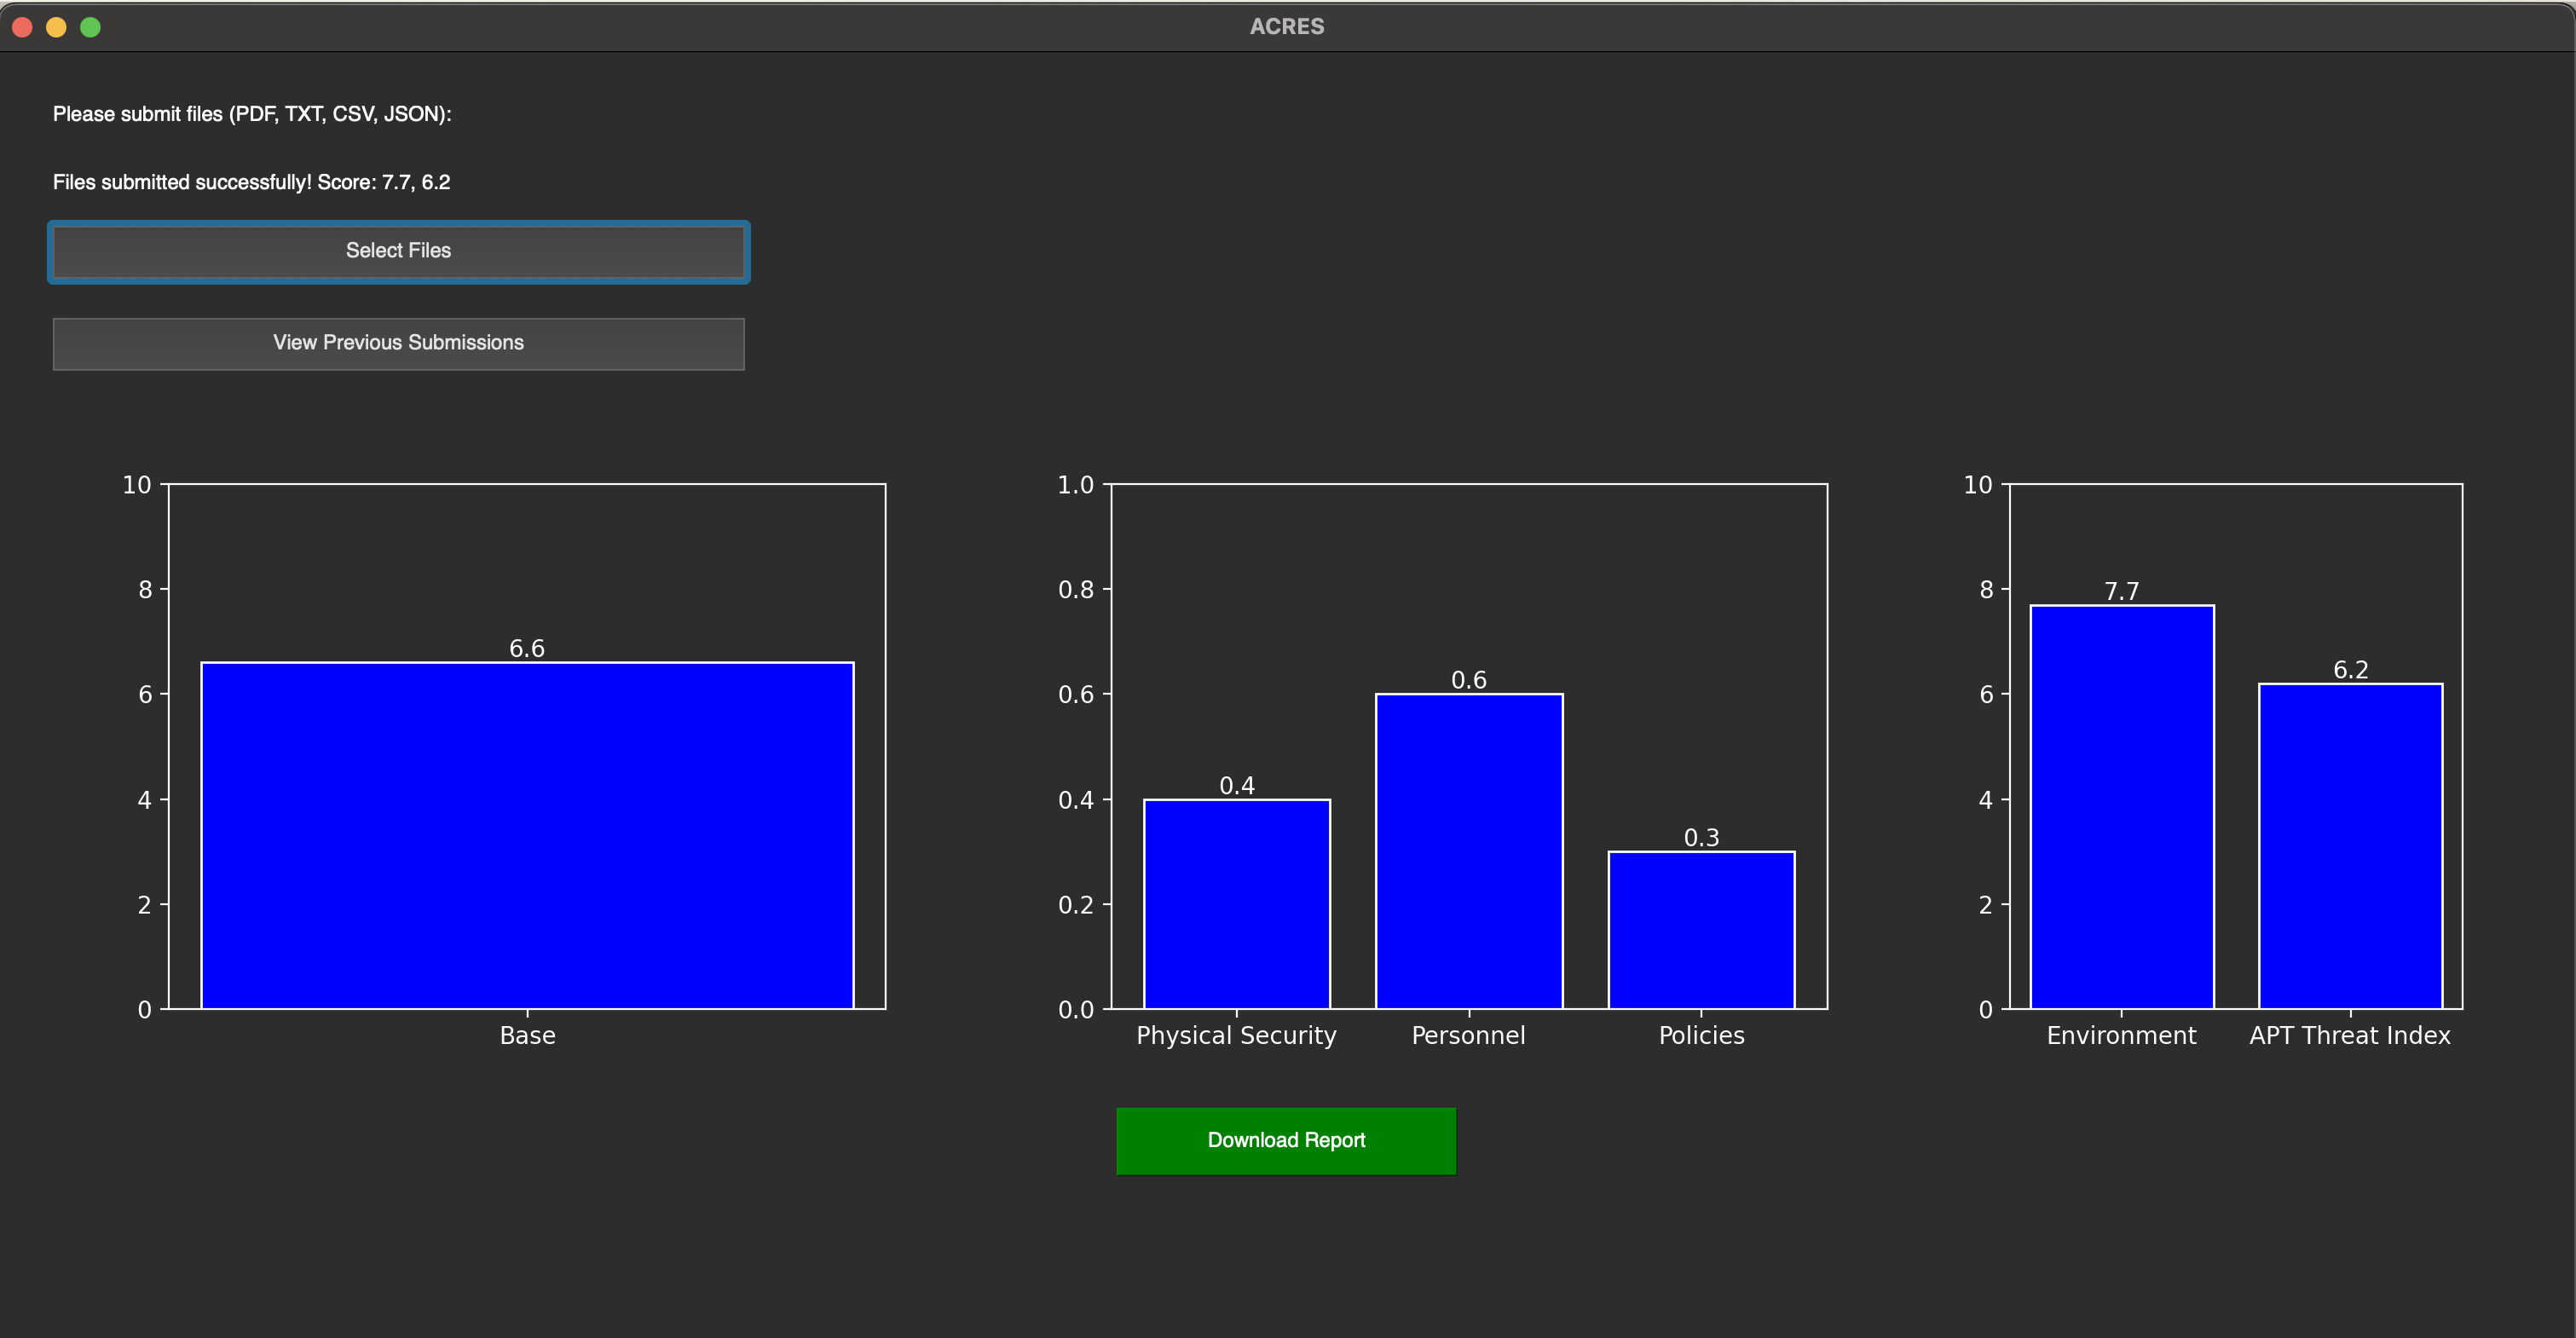 ACRES
Please submit files (PDF, TXT, CSV, JSON):
Files submitted successfully! Score: 7.7, 6.2
Select Files
View Previous Submissions
10
8
6
4
2
0
6.6
Base
1.0
0.8
0.6
0.4
0.2
0.0
0.4
0.6
0.3
Physical Security
Personnel
Policies
10
8
6
4
2
0
7.7
6.2
Environment
APT Threat Index
Download Report